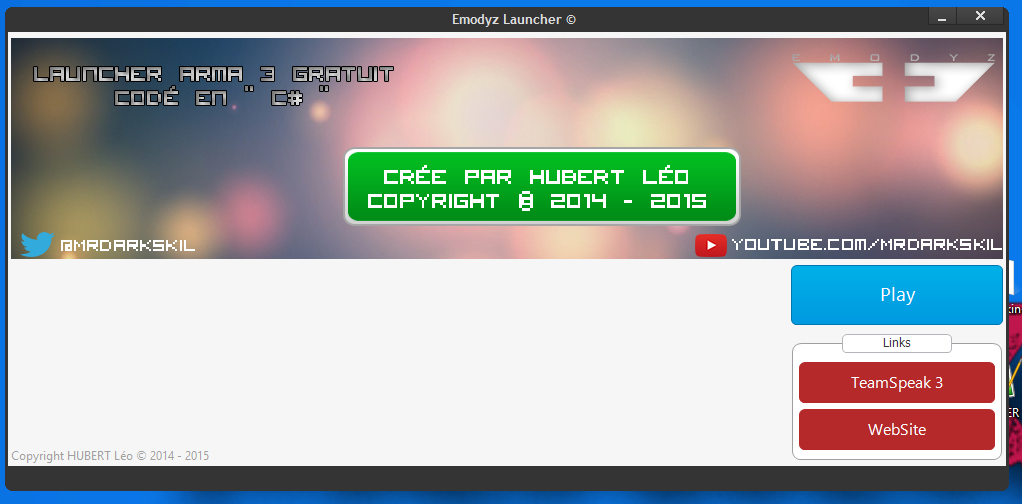 Emodyz Launcher ©
LAUNCHER ARMA 3 GRATUIT
CODÉ EN " C# "
EMODYZ
CRÉE PAR HUBERT LÉO
COPYRIGHT @ 2014 - 2015
@MRDARKSKIL
YOUTUBE.COM/MRDARKSKIL
Play
Links
TeamSpeak 3
WebSite
Copyright HUBERT Léo © 2014 - 2015